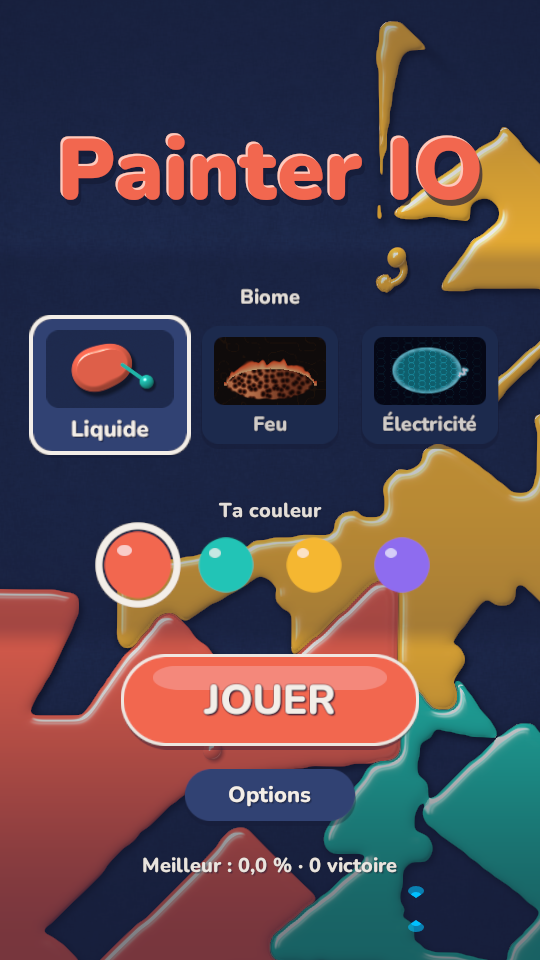 Painter IO
Biome
Liquide
Feu
Électricité
Ta couleur
JOUER
Options
Meilleur : 0,0 % · 0 victoire